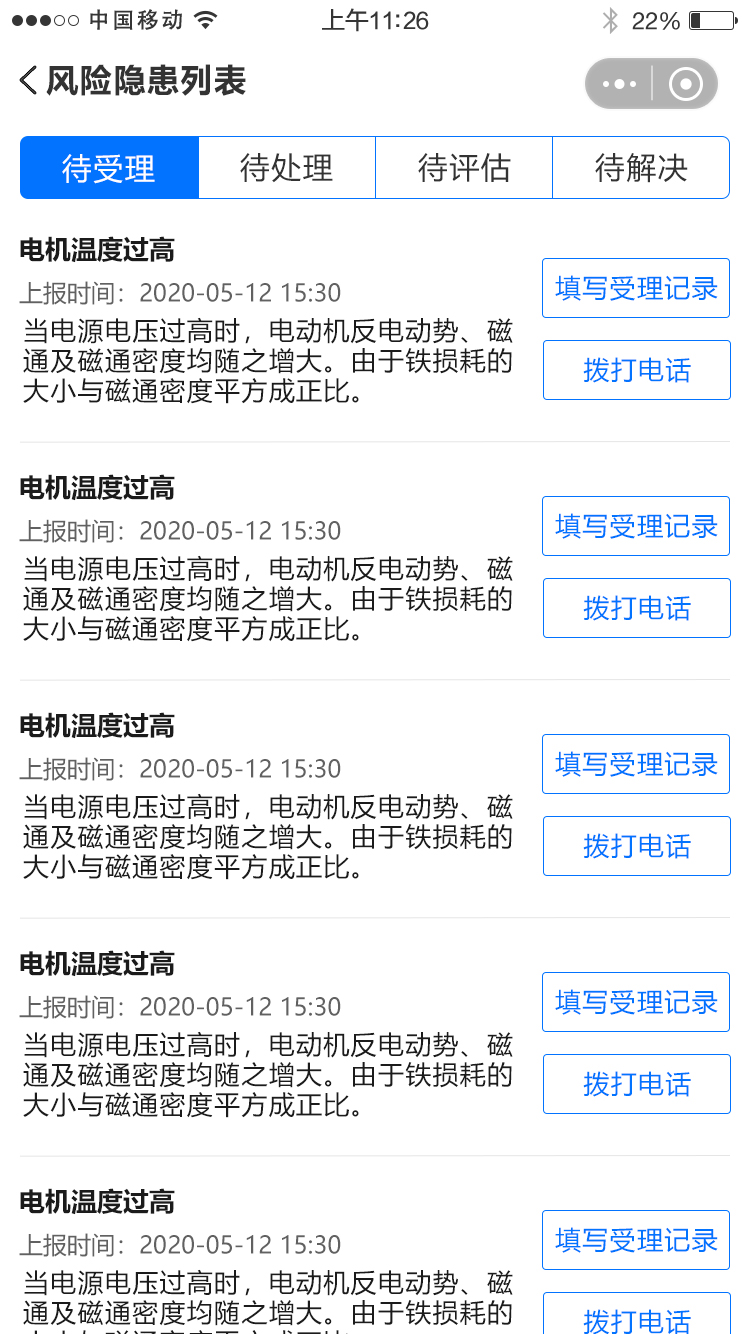 中国移动
上午11:26
22%
风险隐患列表
待受理
待处理
待评估
待解决
电机温度过高
上报时间：2020-05-12 15:30
当电源电压过高时，电动机反电动势、磁
通及磁通密度均随之增大。由于铁损耗的
大小与磁通密度平方成正比。
填写受理记录
拨打电话
电机温度过高
上报时间：2020-05-12 15:30
当电源电压过高时，电动机反电动势、磁
通及磁通密度均随之增大。由于铁损耗的
大小与磁通密度平方成正比。
填写受理记录
拨打电话
电机温度过高
上报时间：2020-05-12 15:30
当电源电压过高时，电动机反电动势、磁
通及磁通密度均随之增大。由于铁损耗的
大小与磁通密度平方成正比。
填写受理记录
拨打电话
电机温度过高
上报时间：2020-05-12 15:30
当电源电压过高时，电动机反电动势、磁
通及磁通密度均随之增大。由于铁损耗的
大小与磁通密度平方成正比。
填写受理记录
拨打电话
电机温度过高
上报时间：2020-05-12 15:30
当电源电压过高时，电动机反电动势、磁
通及磁通密度均随之增大。由于铁损耗的
填写受理记录
拨打电话